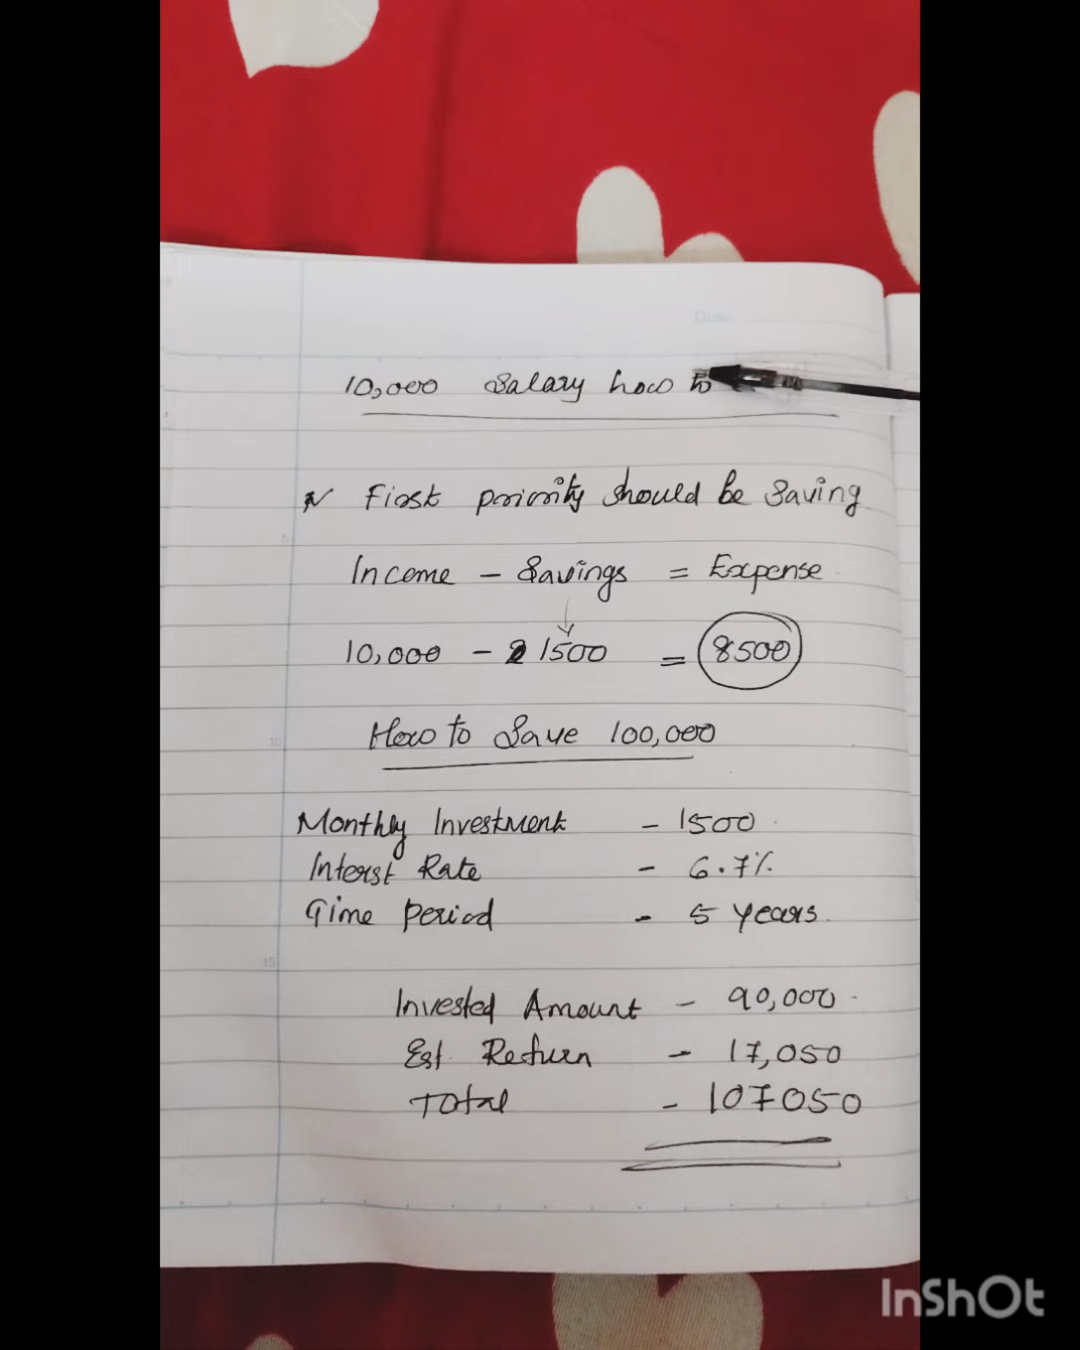 10,000 Salary how to
First priority should be Saving
Income - Savings = Expense
10,000 - 1500 = 8500
How to Save 100,000
Monthly Investment - 1500
Interst Rate - 6.7%
Time Period - 5 years.
Invested Amount - 90,000
Est. Return - 17,050
Total - 107050
InShOt